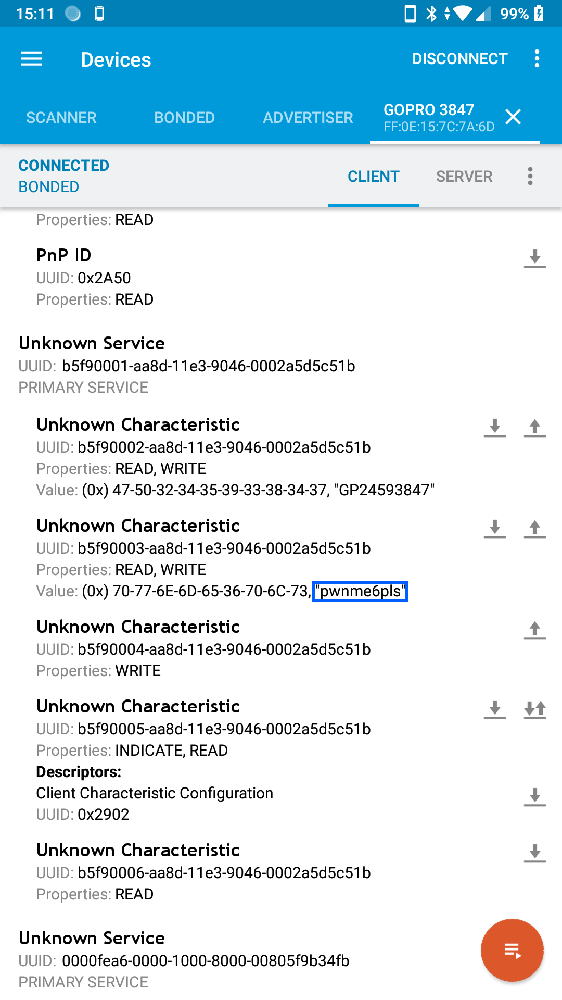 15:11 99%
Devices DISCONNECT
SCANNER BONDED ADVERTISER GOPRO 3847
FF:0E:15:7C:7A:6D
CONNECTED
BONDED
CLIENT SERVER
Properties: READ
PnP ID
UUID: 0x2A50
Properties: READ
Unknown Service
UUID: b5f90001-aa8d-11e3-9046-0002a5d5c51b
PRIMARY SERVICE
Unknown Characteristic
UUID: b5f90002-aa8d-11e3-9046-0002a5d5c51b
Properties: READ, WRITE
Value: (0x) 47-50-32-34-35-39-33-38-34-37, "GP24593847"
Unknown Characteristic
UUID: b5f90003-aa8d-11e3-9046-0002a5d5c51b
Properties: READ, WRITE
Value: (0x) 70-77-6E-6D-65-36-70-6C-73, "pwnme6pls"
Unknown Characteristic
UUID: b5f90004-aa8d-11e3-9046-0002a5d5c51b
Properties: WRITE
Unknown Characteristic
UUID: b5f90005-aa8d-11e3-9046-0002a5d5c51b
Properties: INDICATE, READ
Descriptors:
Client Characteristic Configuration
UUID: 0x2902
Unknown Characteristic
UUID: b5f90006-aa8d-11e3-9046-0002a5d5c51b
Properties: READ
Unknown Service
UUID: 0000fea6-0000-1000-8000-00805f9b34fb
PRIMARY SERVICE